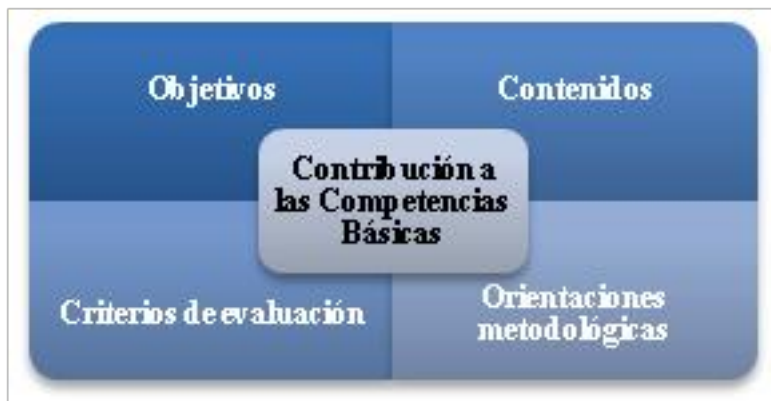 Objetivos
Contenidos
Contribución a
las Competencias
Básicas
Criterios de evaluación
Orientaciones
metodológicas